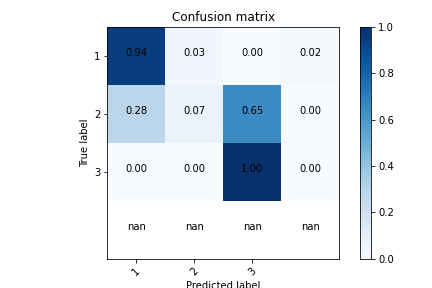 Confusion matrix
1 0.94 0.03 0.00 0.02
2 0.28 0.07 0.65 0.00
3 0.00 0.00 1.00 0.00
nan nan nan nan
1 2 3
True label
Predicted label
1.0
0.8
0.6
0.4
0.2
0.0